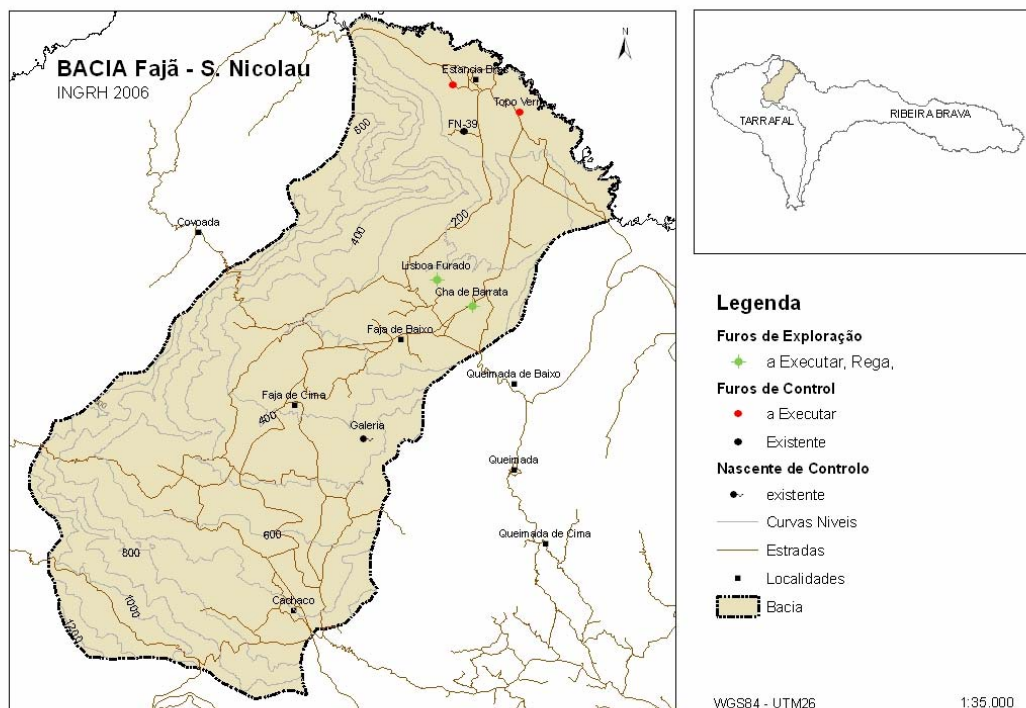 BACIA Fajã - S. Nicolau
INGRH 2006
N
Estancia Bras
Topo Verm
FN-39
600
200
400
Covoada
Lisboa Furado
Cha de Barrata
Faja de Baixo
Queimada de Baixo
Faja de Cima
400
Galeria
Queimada
600
Queimada de Cima
800
1000
Cachaco
1200
TARRAFAL
RIBEIRA BRAVA
Legenda
Furos de Exploração
a Executar, Rega,
Furos de Control
a Executar
Existente
Nascente de Controlo
existente
Curvas Niveis
Estradas
Localidades
Bacia
WGS84 - UTM26
1:35.000